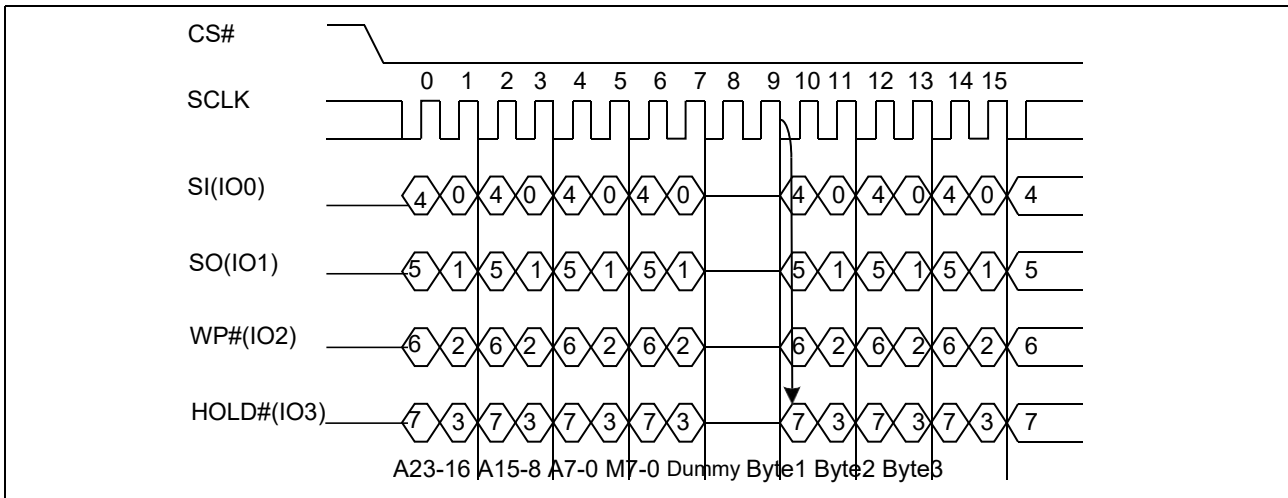 CS#
0 1 2 3 4 5 6 7 8 9 10 11 12 13 14 15
SCLK
SI(IO0) 4 0 4 0 4 0 4 0 4 0 4 0 4 0 4
SO(IO1) 5 1 5 1 5 1 5 1 5 1 5 1 5 1 5
WP#(IO2) 6 2 6 2 6 2 6 2 6 2 6 2 6 2 6
HOLD#(IO3) 7 3 7 3 7 3 7 3 7 3 7 3 7 3 7
A23-16 A15-8 A7-0 M7-0 Dummy Byte1 Byte2 Byte3